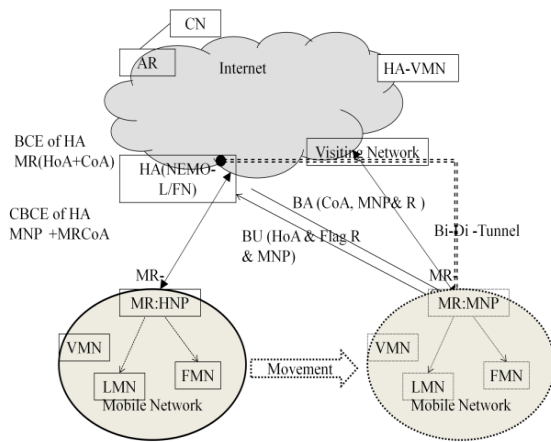 CN
AR
Internet
HA-VMN
BCE of HA
MR(HoA+CoA)
Visiting Network
HA(NEMO-
L/FN)
CBCE of HA
MNP +MRCoA
BA (CoA, MNP& R )
BU (HoA & Flag R
& MNP)
Bi-Di -Tunnel
MR-
MR:HNP
VMN
LMN
FMN
Mobile Network
Movement
MR-
MR:MNP
VMN
LMN
FMN
Mobile Network